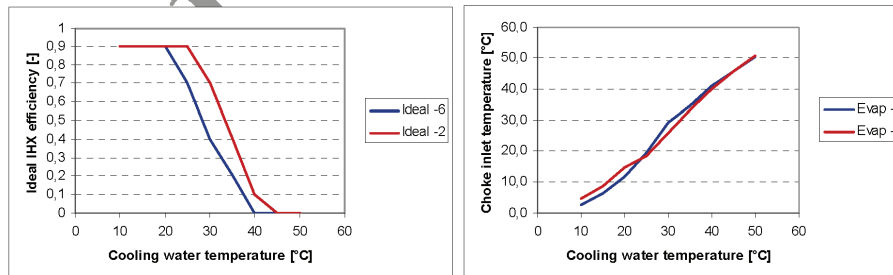 Ideal IHX efficiency [-]
1
0,9
0,8
0,7
0,6
0,5
0,4
0,3
0,2
0,1
0
0 10 20 30 40 50 60
Cooling water temperature [°C]
Ideal -6
Ideal -2
Choke inlet temperature [°C]
60,0
50,0
40,0
30,0
20,0
10,0
0,0
0 10 20 30 40 50 60
Cooling water temperature [°C]
Evap -
Evap -